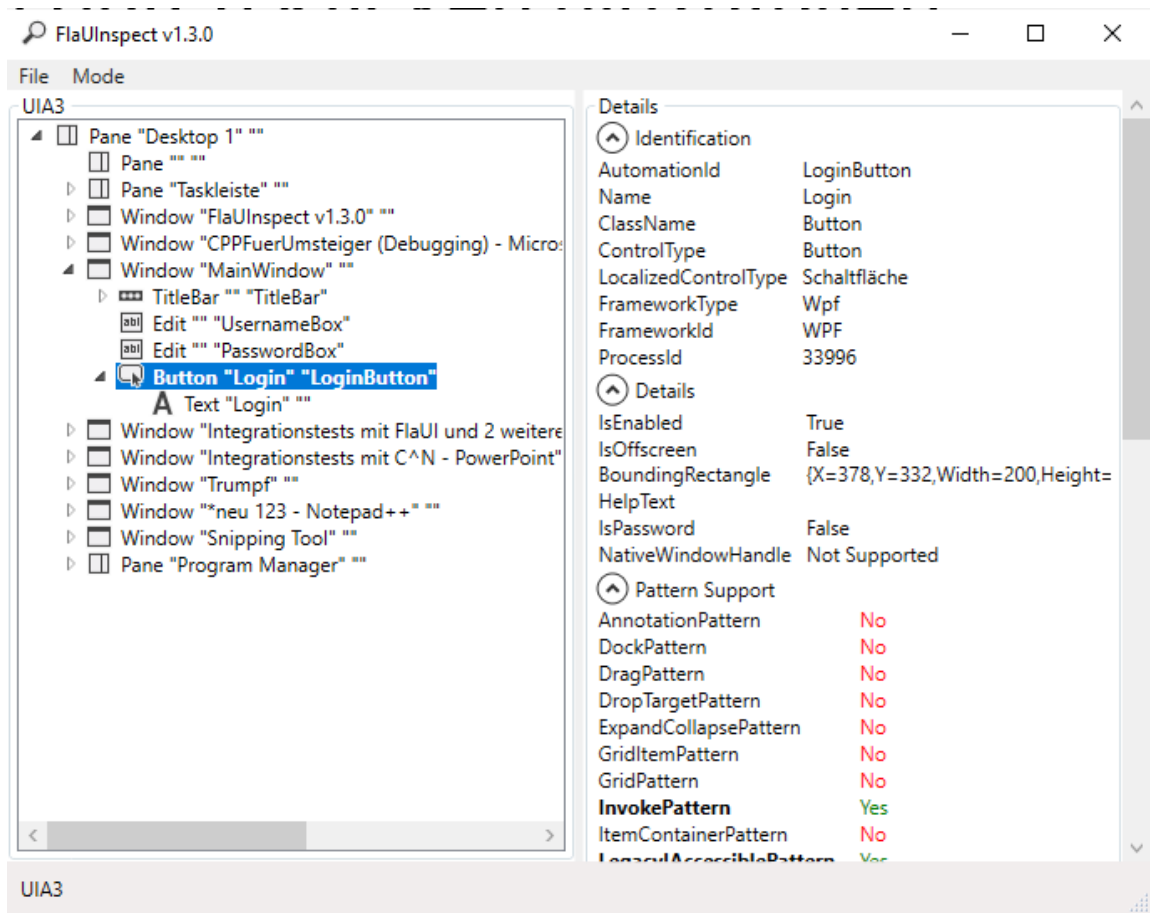 FlaUInspect v1.3.0
File Mode
UIA3
Pane "Desktop 1" ""
Pane "" ""
Pane "Taskleiste" ""
Window "FlaUInspect v1.3.0" ""
Window "CPPFuerUmsteiger (Debugging) - Micros
Window "MainWindow" ""
TitleBar "" "TitleBar"
Edit "" "UsernameBox"
Edit "" "PasswordBox"
Button "Login" "LoginButton"
Text "Login" ""
Window "Integrationstests mit FlaUI und 2 weitere
Window "Integrationstests mit C^N - PowerPoint"
Window "Trumpf" ""
Window "*neu 123 - Notepad++" ""
Window "Snipping Tool" ""
Pane "Program Manager" ""
Details
Identification
AutomationId LoginButton
Name Login
ClassName Button
ControlType Button
LocalizedControlType Schaltfläche
FrameworkType Wpf
FrameworkId WPF
ProcessId 33996
Details
IsEnabled True
IsOffscreen False
BoundingRectangle {X=378,Y=332,Width=200,Height=
HelpText
IsPassword False
NativeWindowHandle Not Supported
Pattern Support
AnnotationPattern No
DockPattern No
DragPattern No
DropTargetPattern No
ExpandCollapsePattern No
GridItemPattern No
GridPattern No
InvokePattern Yes
ItemContainerPattern No
LegacyIAccessiblePattern Yes
UIA3